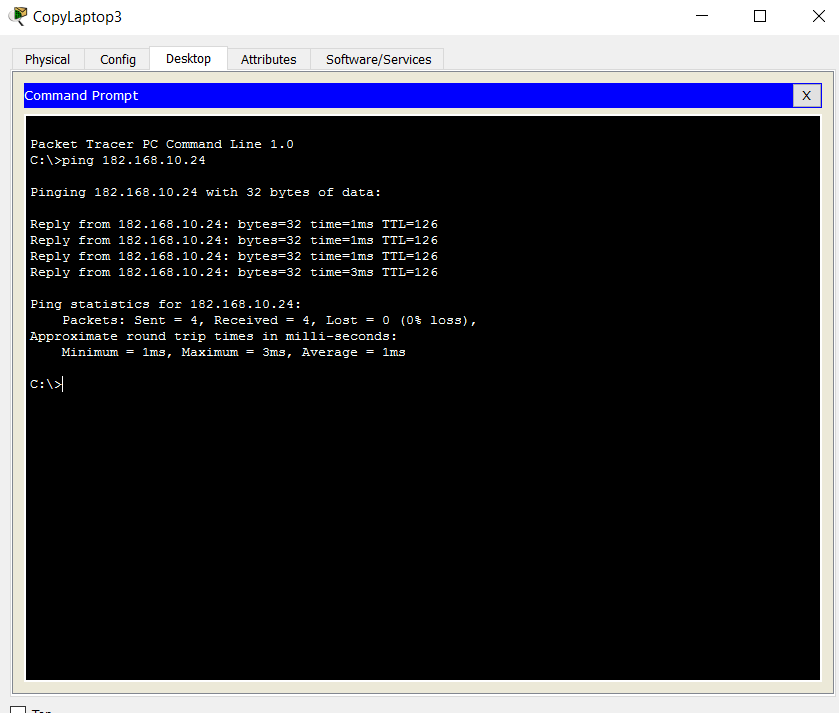 CopyLaptop3
Physical Config Desktop Attributes Software/Services
Command Prompt X
Packet Tracer PC Command Line 1.0
C:\>ping 182.168.10.24
Pinging 182.168.10.24 with 32 bytes of data:
Reply from 182.168.10.24: bytes=32 time=1ms TTL=126
Reply from 182.168.10.24: bytes=32 time=1ms TTL=126
Reply from 182.168.10.24: bytes=32 time=1ms TTL=126
Reply from 182.168.10.24: bytes=32 time=3ms TTL=126
Ping statistics for 182.168.10.24:
Packets: Sent = 4, Received = 4, Lost = 0 (0% loss),
Approximate round trip times in milli-seconds:
Minimum = 1ms, Maximum = 3ms, Average = 1ms
C:\>